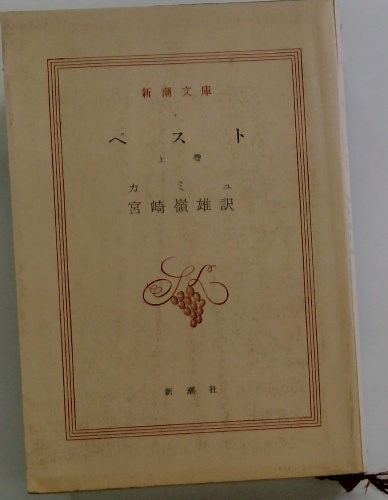 新潮文庫
ペスト
上巻
カミュ
宮崎嶺雄訳
新潮社